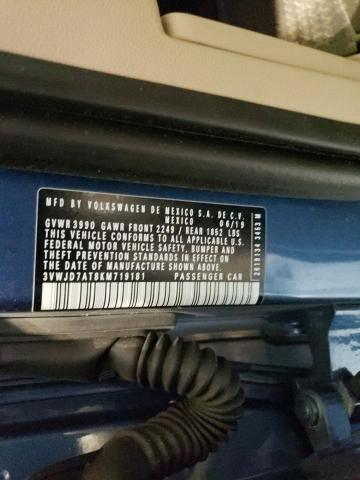 MFD BY VOLKSWAGEN DE MEXICO S.A. DE C.V.
MEXICO 06/19
GVWR 3990 GAWR FRONT 2249 / REAR 1852 LBS
THIS VEHICLE CONFORMS TO ALL APPLICABLE U.S.
FEDERAL MOTOR VEHICLE SAFETY, BUMPER AND
THEFT PREVENTION STANDARDS IN EFFECT ON
THE DATE OF MANUFACTURE SHOWN ABOVE
3VWJD7AT8KM719181 PASSENGER CAR